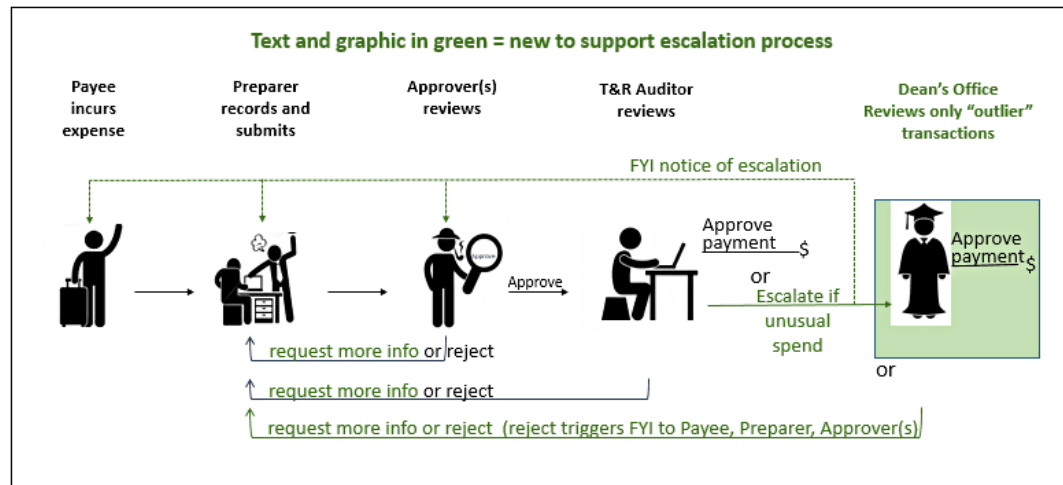 Text and graphic in green = new to support escalation process
Payee
incurs
expense
Preparer
records and
submits
Approver(s)
reviews
T&R Auditor
reviews
Dean's Office
Reviews only "outlier"
transactions
FYI notice of escalation
Approve
Approve
Approve
payment
$
or
Escalate if
unusual
spend
Approve
payment
$
or
request more info or reject
request more info or reject
request more info or reject (reject triggers FYI to Payee, Preparer, Approver(s)